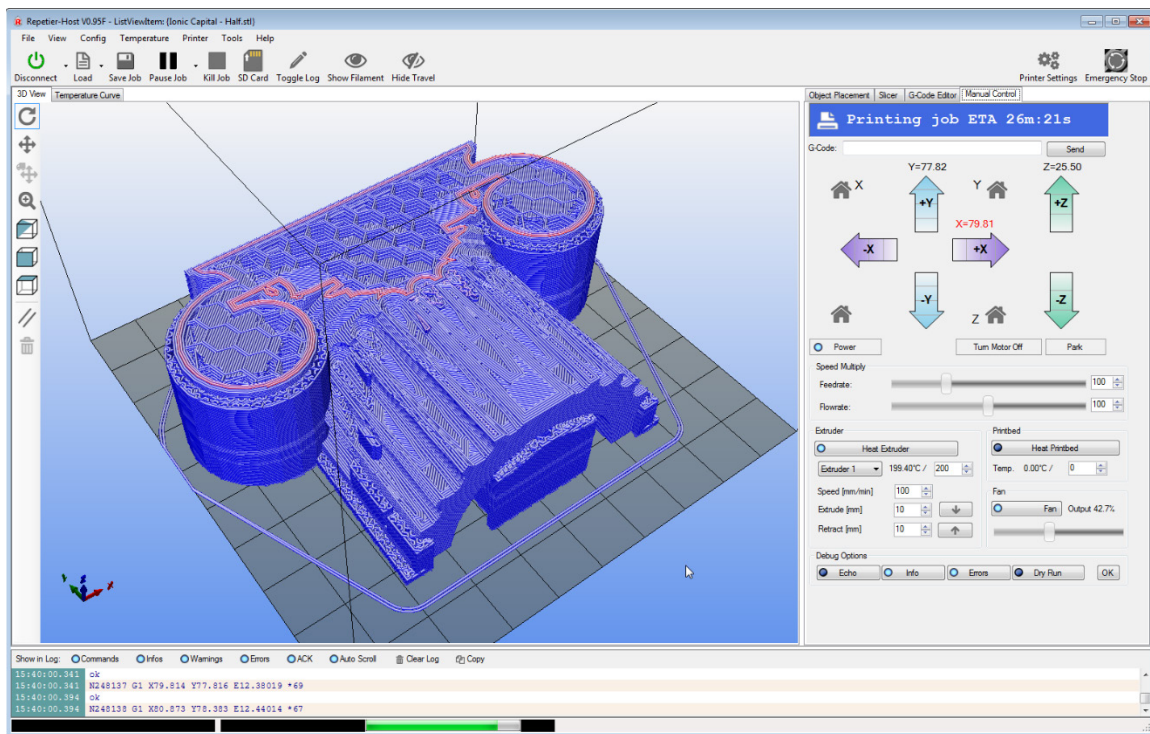 Repetier-Host V0.95F - ListViewItem: {Ionic Capital - Half.stl}
File View Config Temperature Printer Tools Help
Disconnect Load Save Job Pause Job Kill Job SD Card Toggle Log Show Filament Hide Travel Printer Settings Emergency Stop
3D View Temperature Curve
Object Placement Slicer G-Code Editor Manual Control
Printing job ETA 26m:21s
G-Code: Send
Y=77.82 Z=25.50
X Y
+Y +Z
X=79.81
-X +X
-Y -Z
Z
Power Turn Motor Off Park
Speed Multiply
Feedrate: 100
Flowrate: 100
Extruder
Heat Extruder
Extruder 1 199.40°C / 200
Speed [mm/min] 100
Extrude [mm] 10
Retract [mm] 10
Printbed
Heat Printbed
Temp. 0.00°C / 0
Fan
Fan Output 42.7%
Debug Options
Echo Info Errors Dry Run OK
Y Z X
Show in Log: Commands Infos Warnings Errors ACK Auto Scroll Clear Log Copy
15:40:00.341 ok
15:40:00.341 N248137 G1 X79.814 Y77.816 E12.38019 *69
15:40:00.394 ok
15:40:00.394 N248138 G1 X80.873 Y78.383 E12.44014 *67